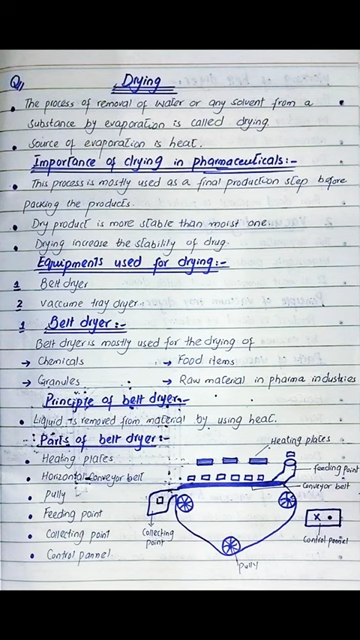 Q1 Drying
• The process of removal of water or any solvent from a
substance by evaporation is called drying
• Source of evaporation is heat.
Importance of drying in pharmaceuticals:-
• This process is mostly used as a final production step before
packing the products.
• Dry product is more stable than moist one
• Drying increase the stability of drug.
Equipments used for drying:-
1 Belt dryer
2 vaccume tray dryer
1 Belt dryer:-
Belt dryer is mostly used for the drying of
→ Chemicals → Food items
→ Granules → Raw material in pharma industries
Principle of belt dryer:-
• Liquid is removed from material by using heat.
Parts of belt dryer:-
• Heating plates
• Horizontal conveyor belt
• pully
• Feeding point
• Collecting point
• Control pannel
Heating plates
feeding point
Conveyor belt
Collecting
point
X •
Control pannel
pully